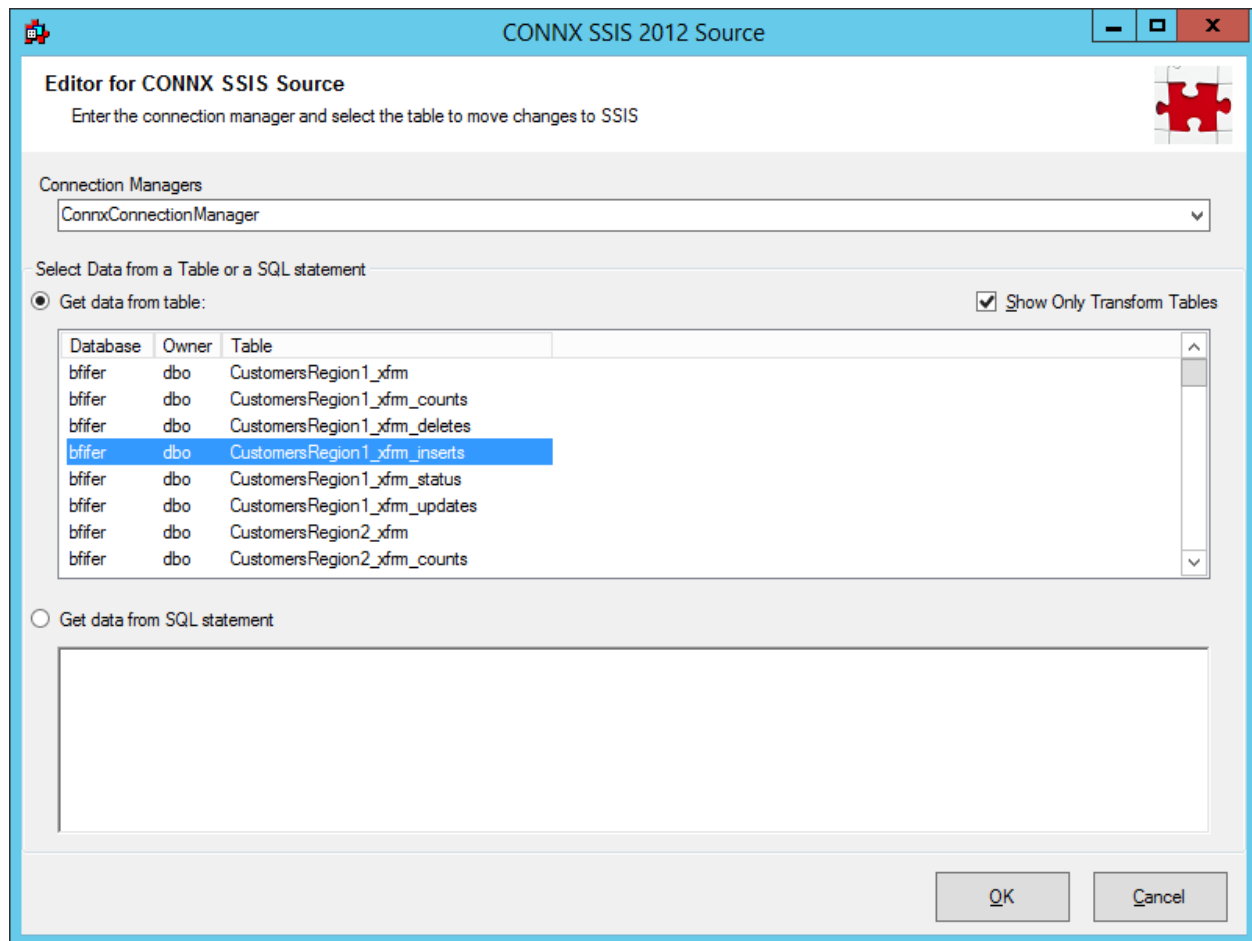 CONNX SSIS 2012 Source
Editor for CONNX SSIS Source
Enter the connection manager and select the table to move changes to SSIS
Connection Managers
ConnxConnectionManager
Select Data from a Table or a SQL statement
Get data from table: Show Only Transform Tables
Database Owner Table
bfifer dbo CustomersRegion1_xfrm
bfifer dbo CustomersRegion1_xfrm_counts
bfifer dbo CustomersRegion1_xfrm_deletes
bfifer dbo CustomersRegion1_xfrm_inserts
bfifer dbo CustomersRegion1_xfrm_status
bfifer dbo CustomersRegion1_xfrm_updates
bfifer dbo CustomersRegion2_xfrm
bfifer dbo CustomersRegion2_xfrm_counts
Get data from SQL statement
OK Cancel